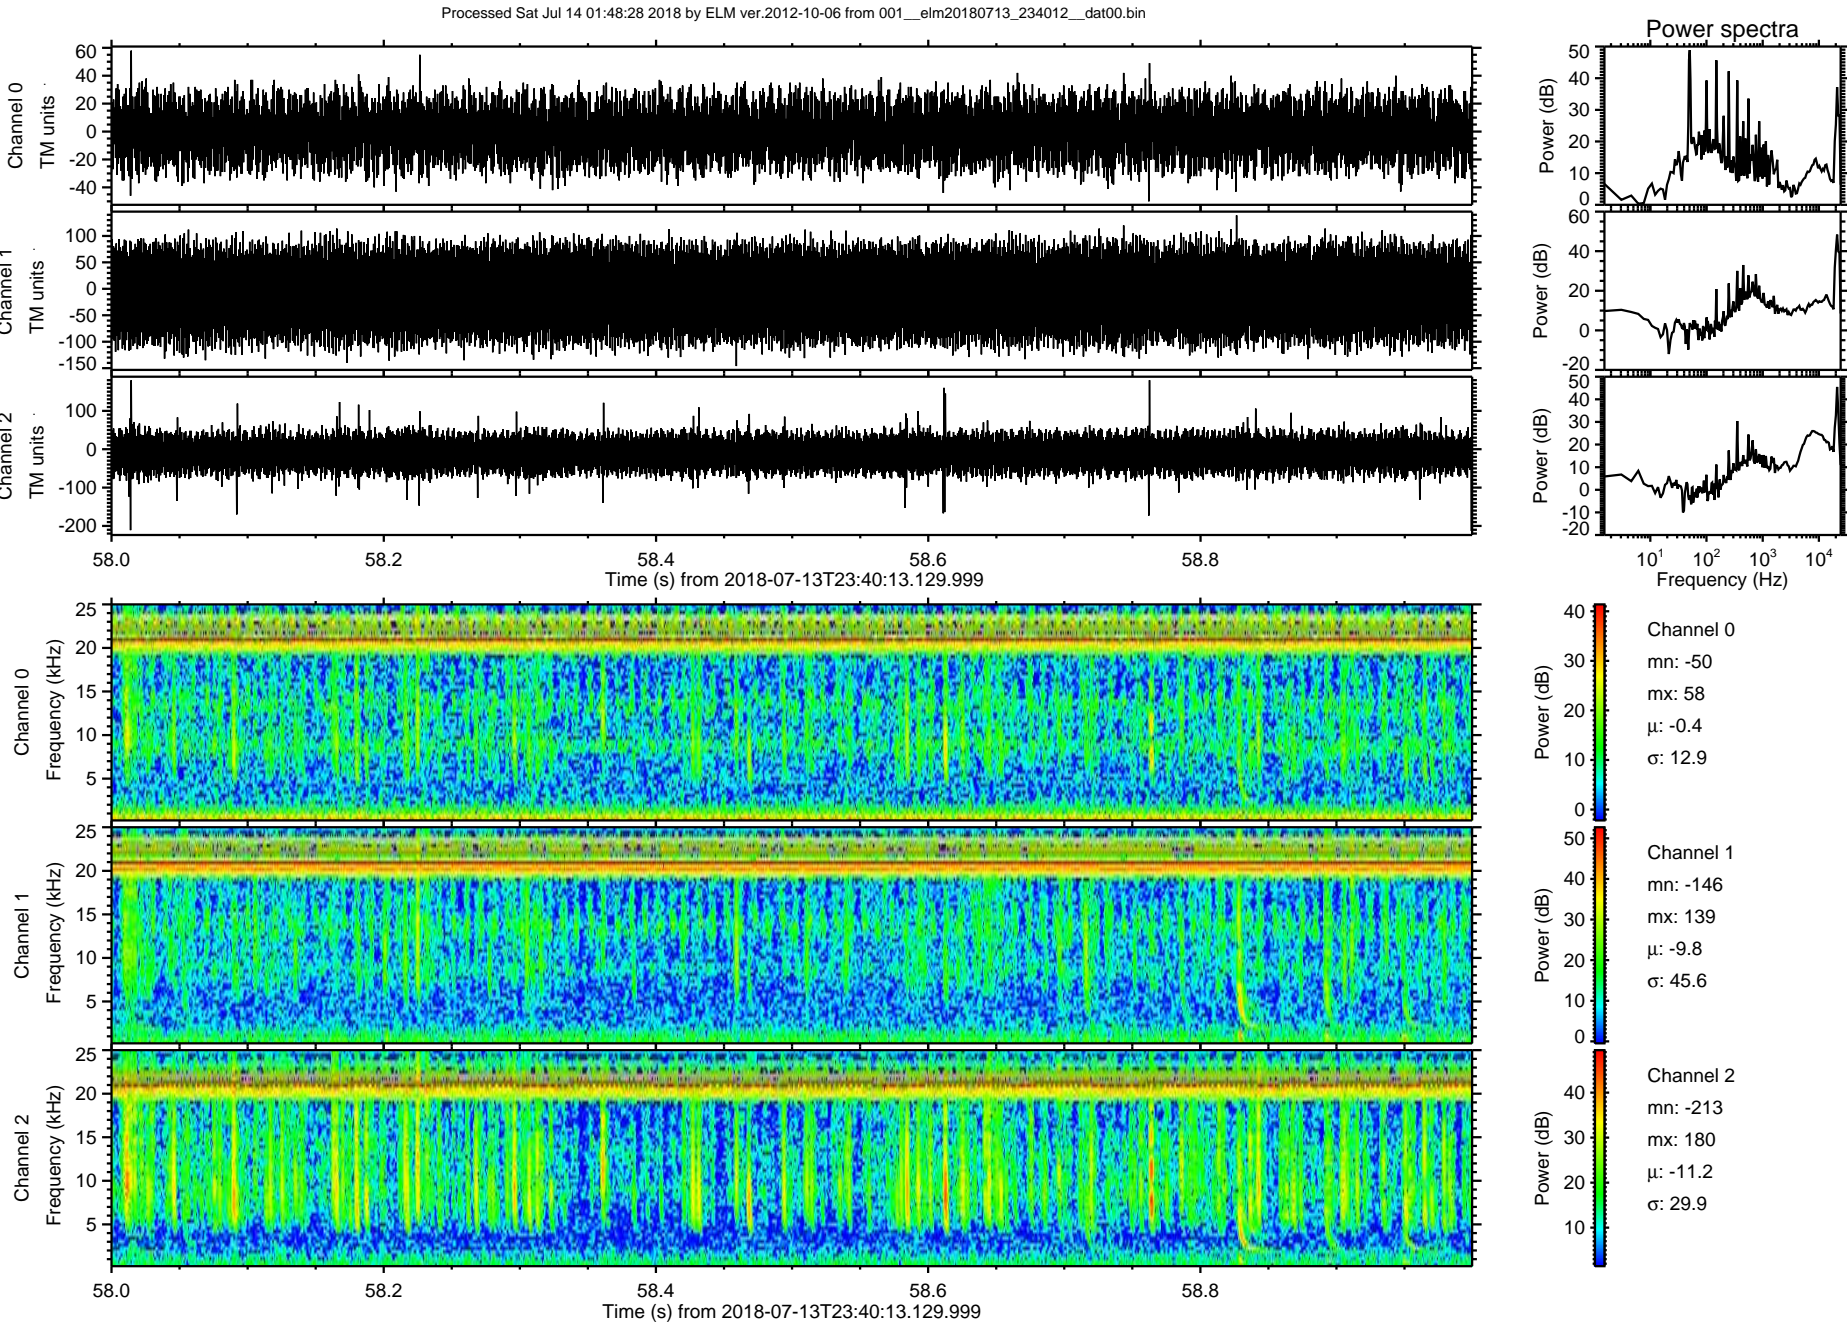 Processed Sat Jul 14 01:48:28 2018 by ELM ver.2012-10-06 from 001__elm20180713_234012__dat00.bin
Power spectra
Channel 0
TM units
60
40
20
0
-20
-40
Power (dB)
50
40
30
20
10
0
Channel 1
TM units
100
50
0
-50
-100
-150
Power (dB)
60
40
20
0
-20
Channel 2
TM units
100
0
-100
-200
Power (dB)
50
40
30
20
10
0
-10
-20
58.0 58.2 58.4 58.6 58.8
Time (s) from 2018-07-13T23:40:13.129.999
10¹ 10² 10³ 10⁴
Frequency (Hz)
Channel 0
Frequency (kHz)
25
20
15
10
5
Power (dB)
40
30
20
10
0
Channel 0
mn: -50
mx: 58
μ: -0.4
σ: 12.9
Channel 1
Frequency (kHz)
25
20
15
10
5
Power (dB)
50
40
30
20
10
0
Channel 1
mn: -146
mx: 139
μ: -9.8
σ: 45.6
Channel 2
Frequency (kHz)
25
20
15
10
5
Power (dB)
40
30
20
10
Channel 2
mn: -213
mx: 180
μ: -11.2
σ: 29.9
58.0 58.2 58.4 58.6 58.8
Time (s) from 2018-07-13T23:40:13.129.999